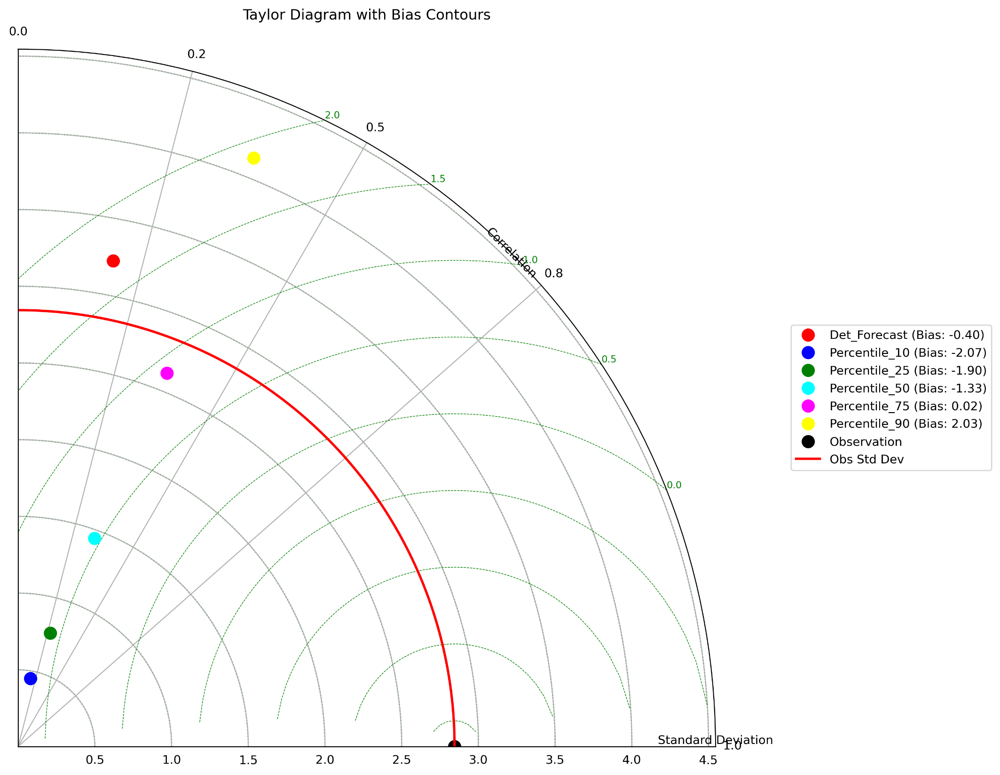 Taylor Diagram with Bias Contours
0.0
0.2
2.0
0.5
1.5
Correlation
1.0
0.8
0.5
0.0
Det_Forecast (Bias: -0.40)
Percentile_10 (Bias: -2.07)
Percentile_25 (Bias: -1.90)
Percentile_50 (Bias: -1.33)
Percentile_75 (Bias: 0.02)
Percentile_90 (Bias: 2.03)
Observation
Obs Std Dev
Standard Deviation
1.0
0.5 1.0 1.5 2.0 2.5 3.0 3.5 4.0 4.5